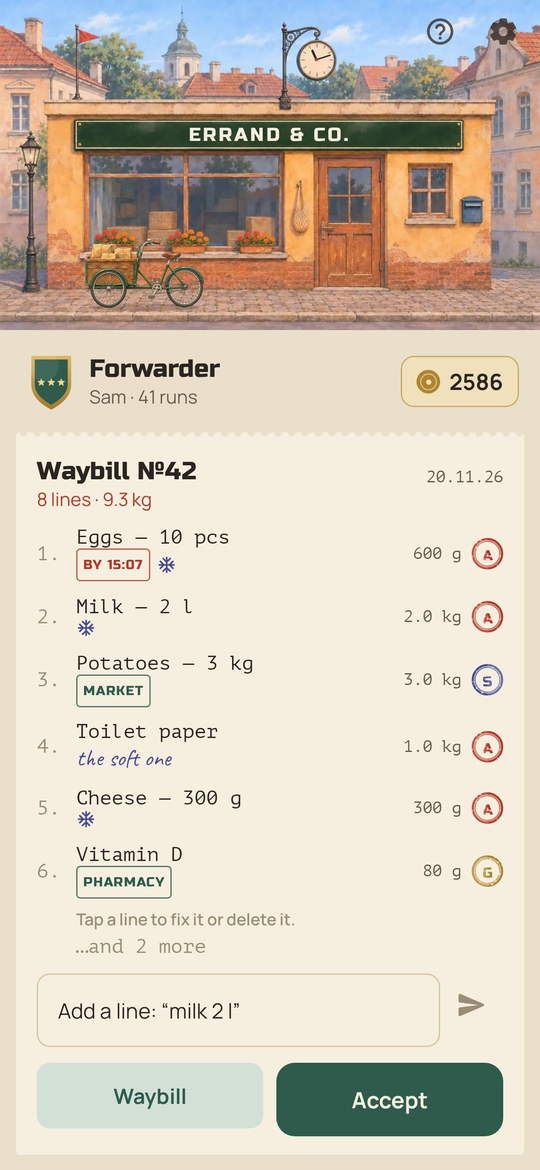 ERRAND & CO.
Forwarder
Sam · 41 runs
2586
Waybill №42
20.11.26
8 lines · 9.3 kg
1. Eggs — 10 pcs 600 g A
BY 15:07
2. Milk — 2 l 2.0 kg A
3. Potatoes — 3 kg 3.0 kg S
MARKET
4. Toilet paper 1.0 kg A
the soft one
5. Cheese — 300 g 300 g A
6. Vitamin D 80 g G
PHARMACY
Tap a line to fix it or delete it.
…and 2 more
Add a line: “milk 2 l”
Waybill
Accept